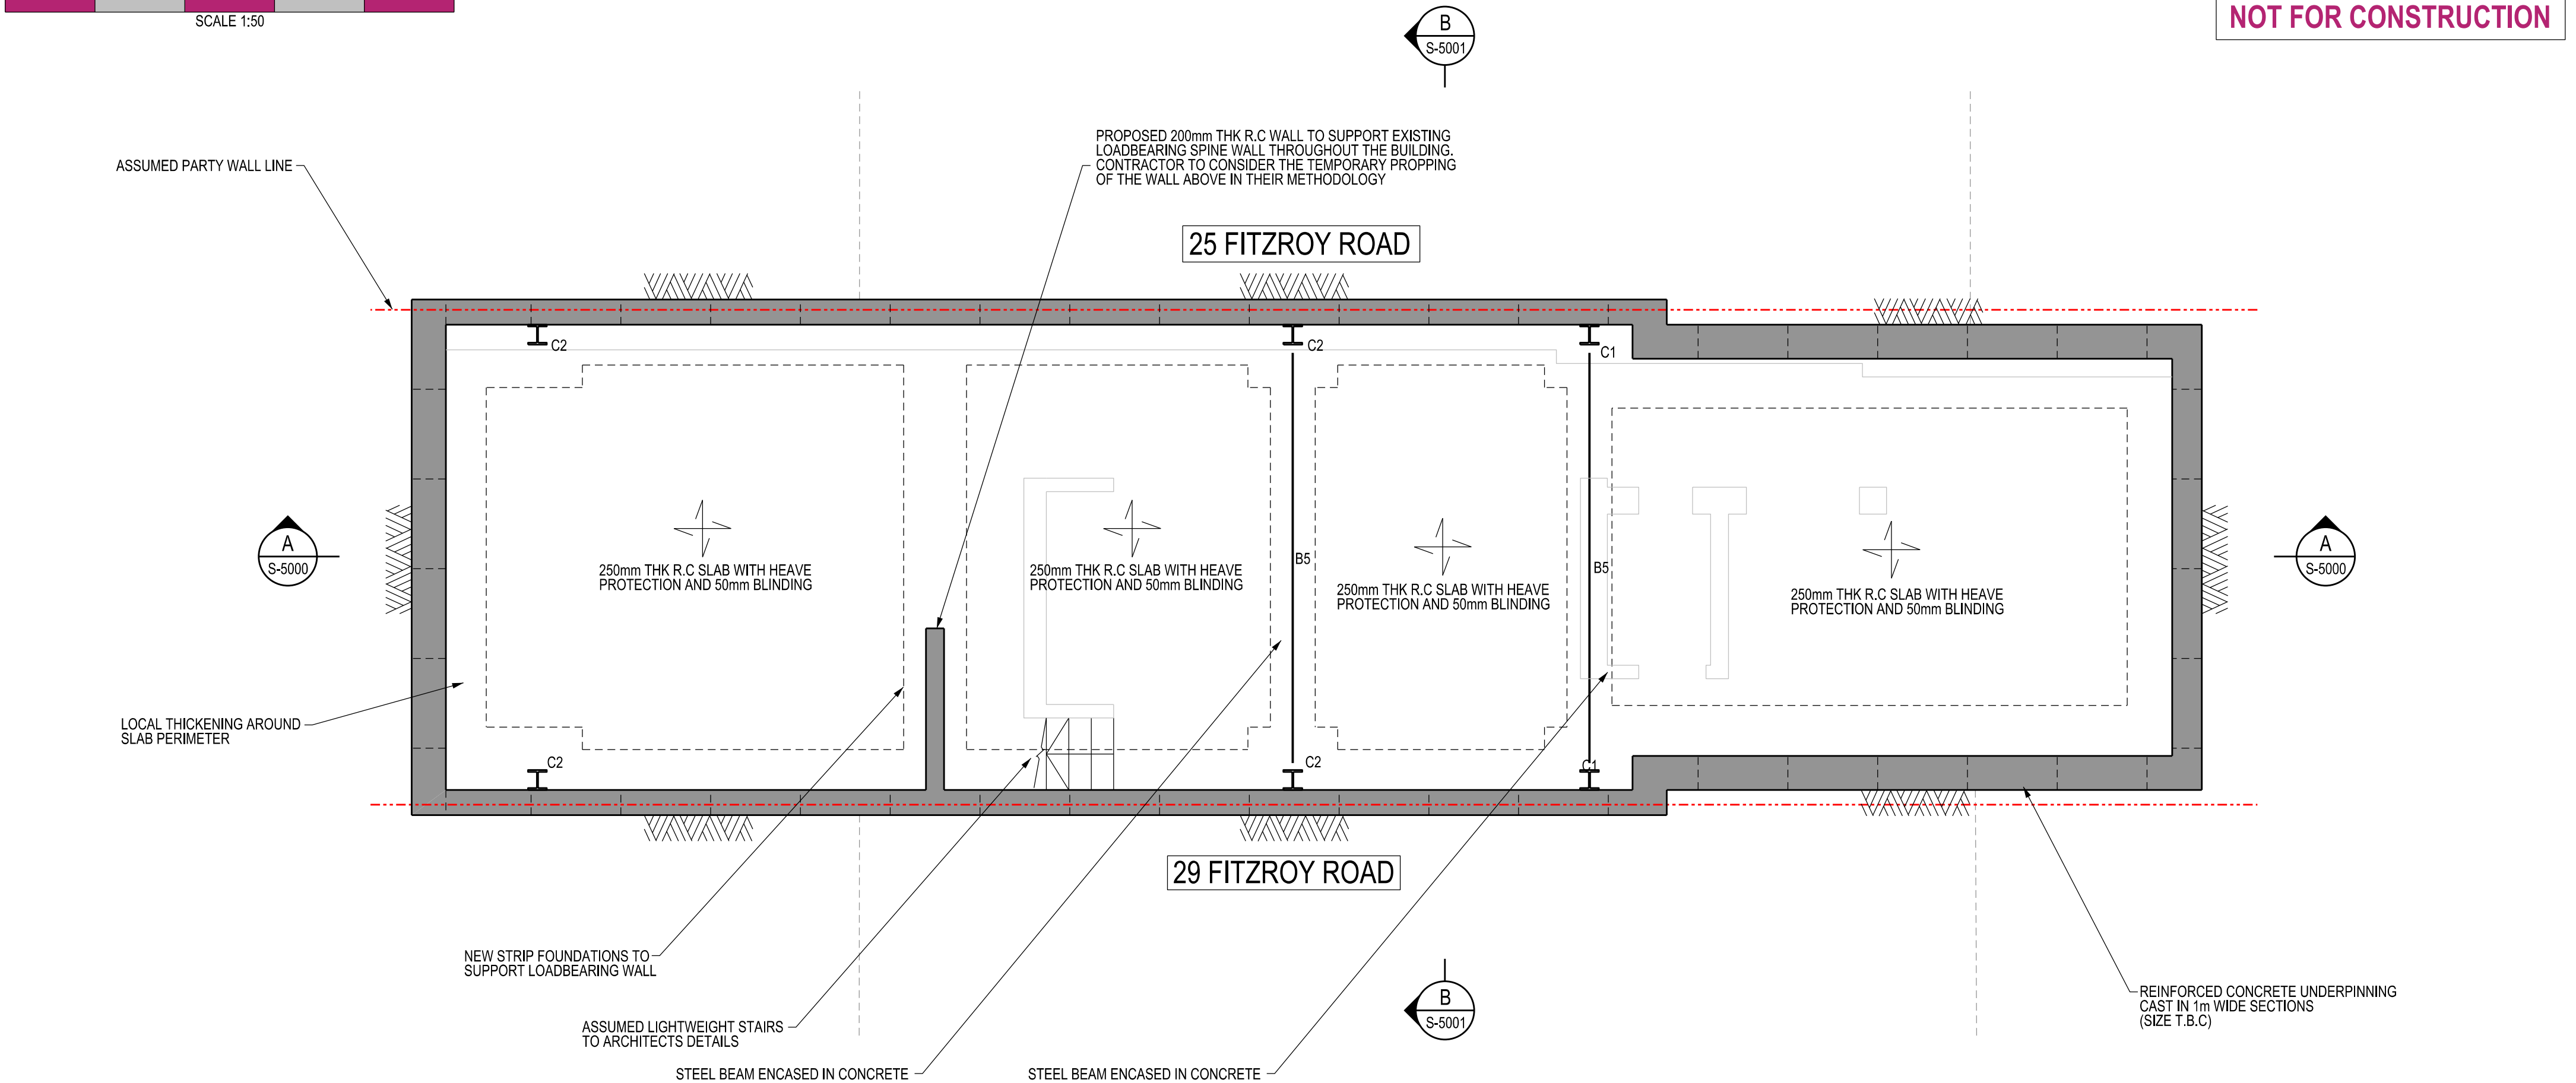 SCALE 1:50
NOT FOR CONSTRUCTION
B
S-5001
ASSUMED PARTY WALL LINE
PROPOSED 200mm THK R.C WALL TO SUPPORT EXISTING
LOADBEARING SPINE WALL THROUGHOUT THE BUILDING.
CONTRACTOR TO CONSIDER THE TEMPORARY PROPPING
OF THE WALL ABOVE IN THEIR METHODOLOGY
25 FITZROY ROAD
C2
C2
C1
A
S-5000
250mm THK R.C SLAB WITH HEAVE
PROTECTION AND 50mm BLINDING
250mm THK R.C SLAB WITH HEAVE
PROTECTION AND 50mm BLINDING
B5
250mm THK R.C SLAB WITH HEAVE
PROTECTION AND 50mm BLINDING
B5
250mm THK R.C SLAB WITH HEAVE
PROTECTION AND 50mm BLINDING
A
S-5000
LOCAL THICKENING AROUND
SLAB PERIMETER
C2
C2
C1
29 FITZROY ROAD
NEW STRIP FOUNDATIONS TO
SUPPORT LOADBEARING WALL
ASSUMED LIGHTWEIGHT STAIRS
TO ARCHITECTS DETAILS
STEEL BEAM ENCASED IN CONCRETE
STEEL BEAM ENCASED IN CONCRETE
B
S-5001
REINFORCED CONCRETE UNDERPINNING
CAST IN 1m WIDE SECTIONS
(SIZE T.B.C)